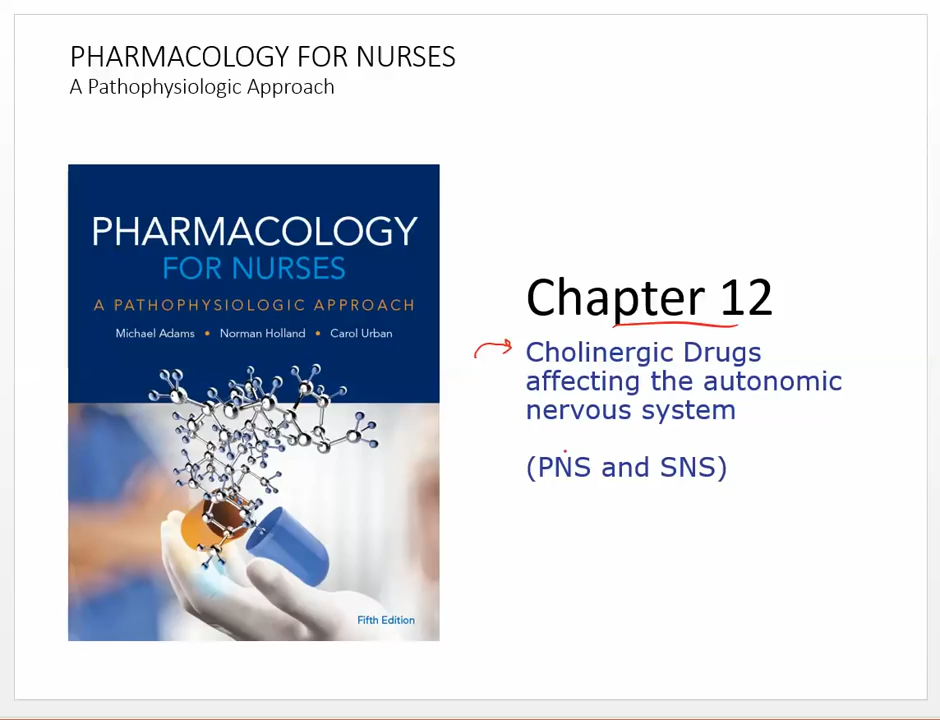 PHARMACOLOGY FOR NURSES
A Pathophysiologic Approach
PHARMACOLOGY
FOR NURSES
A PATHOPHYSIOLOGIC APPROACH
Michael Adams • Norman Holland • Carol Urban
Fifth Edition
Chapter 12
Cholinergic Drugs
affecting the autonomic
nervous system
(PNS and SNS)